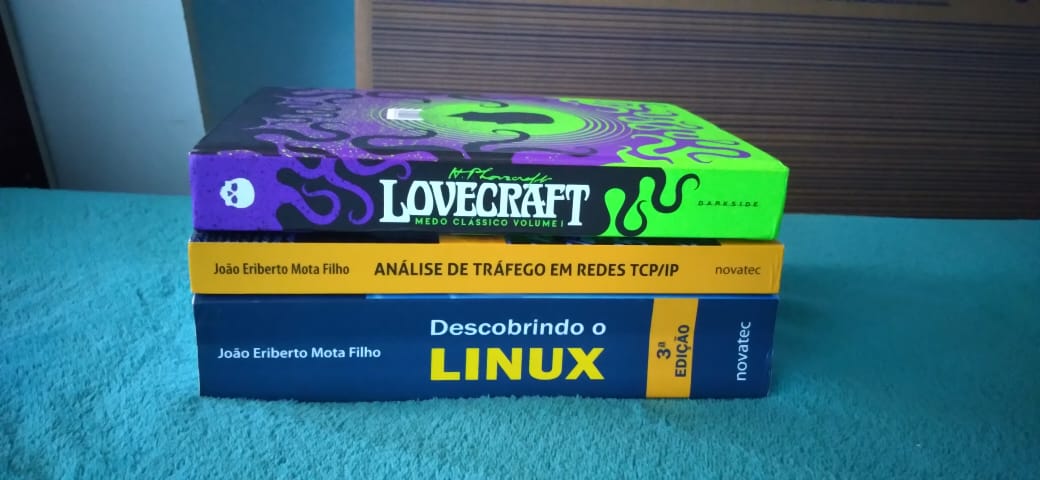 H.P. Lovecraft
LOVECRAFT
MEDO CLÁSSICO VOLUME I
DARKSIDE
João Eriberto Mota Filho
ANÁLISE DE TRÁFEGO EM REDES TCP/IP
novatec
João Eriberto Mota Filho
Descobrindo o
LINUX
3ª
EDIÇÃO
novatec